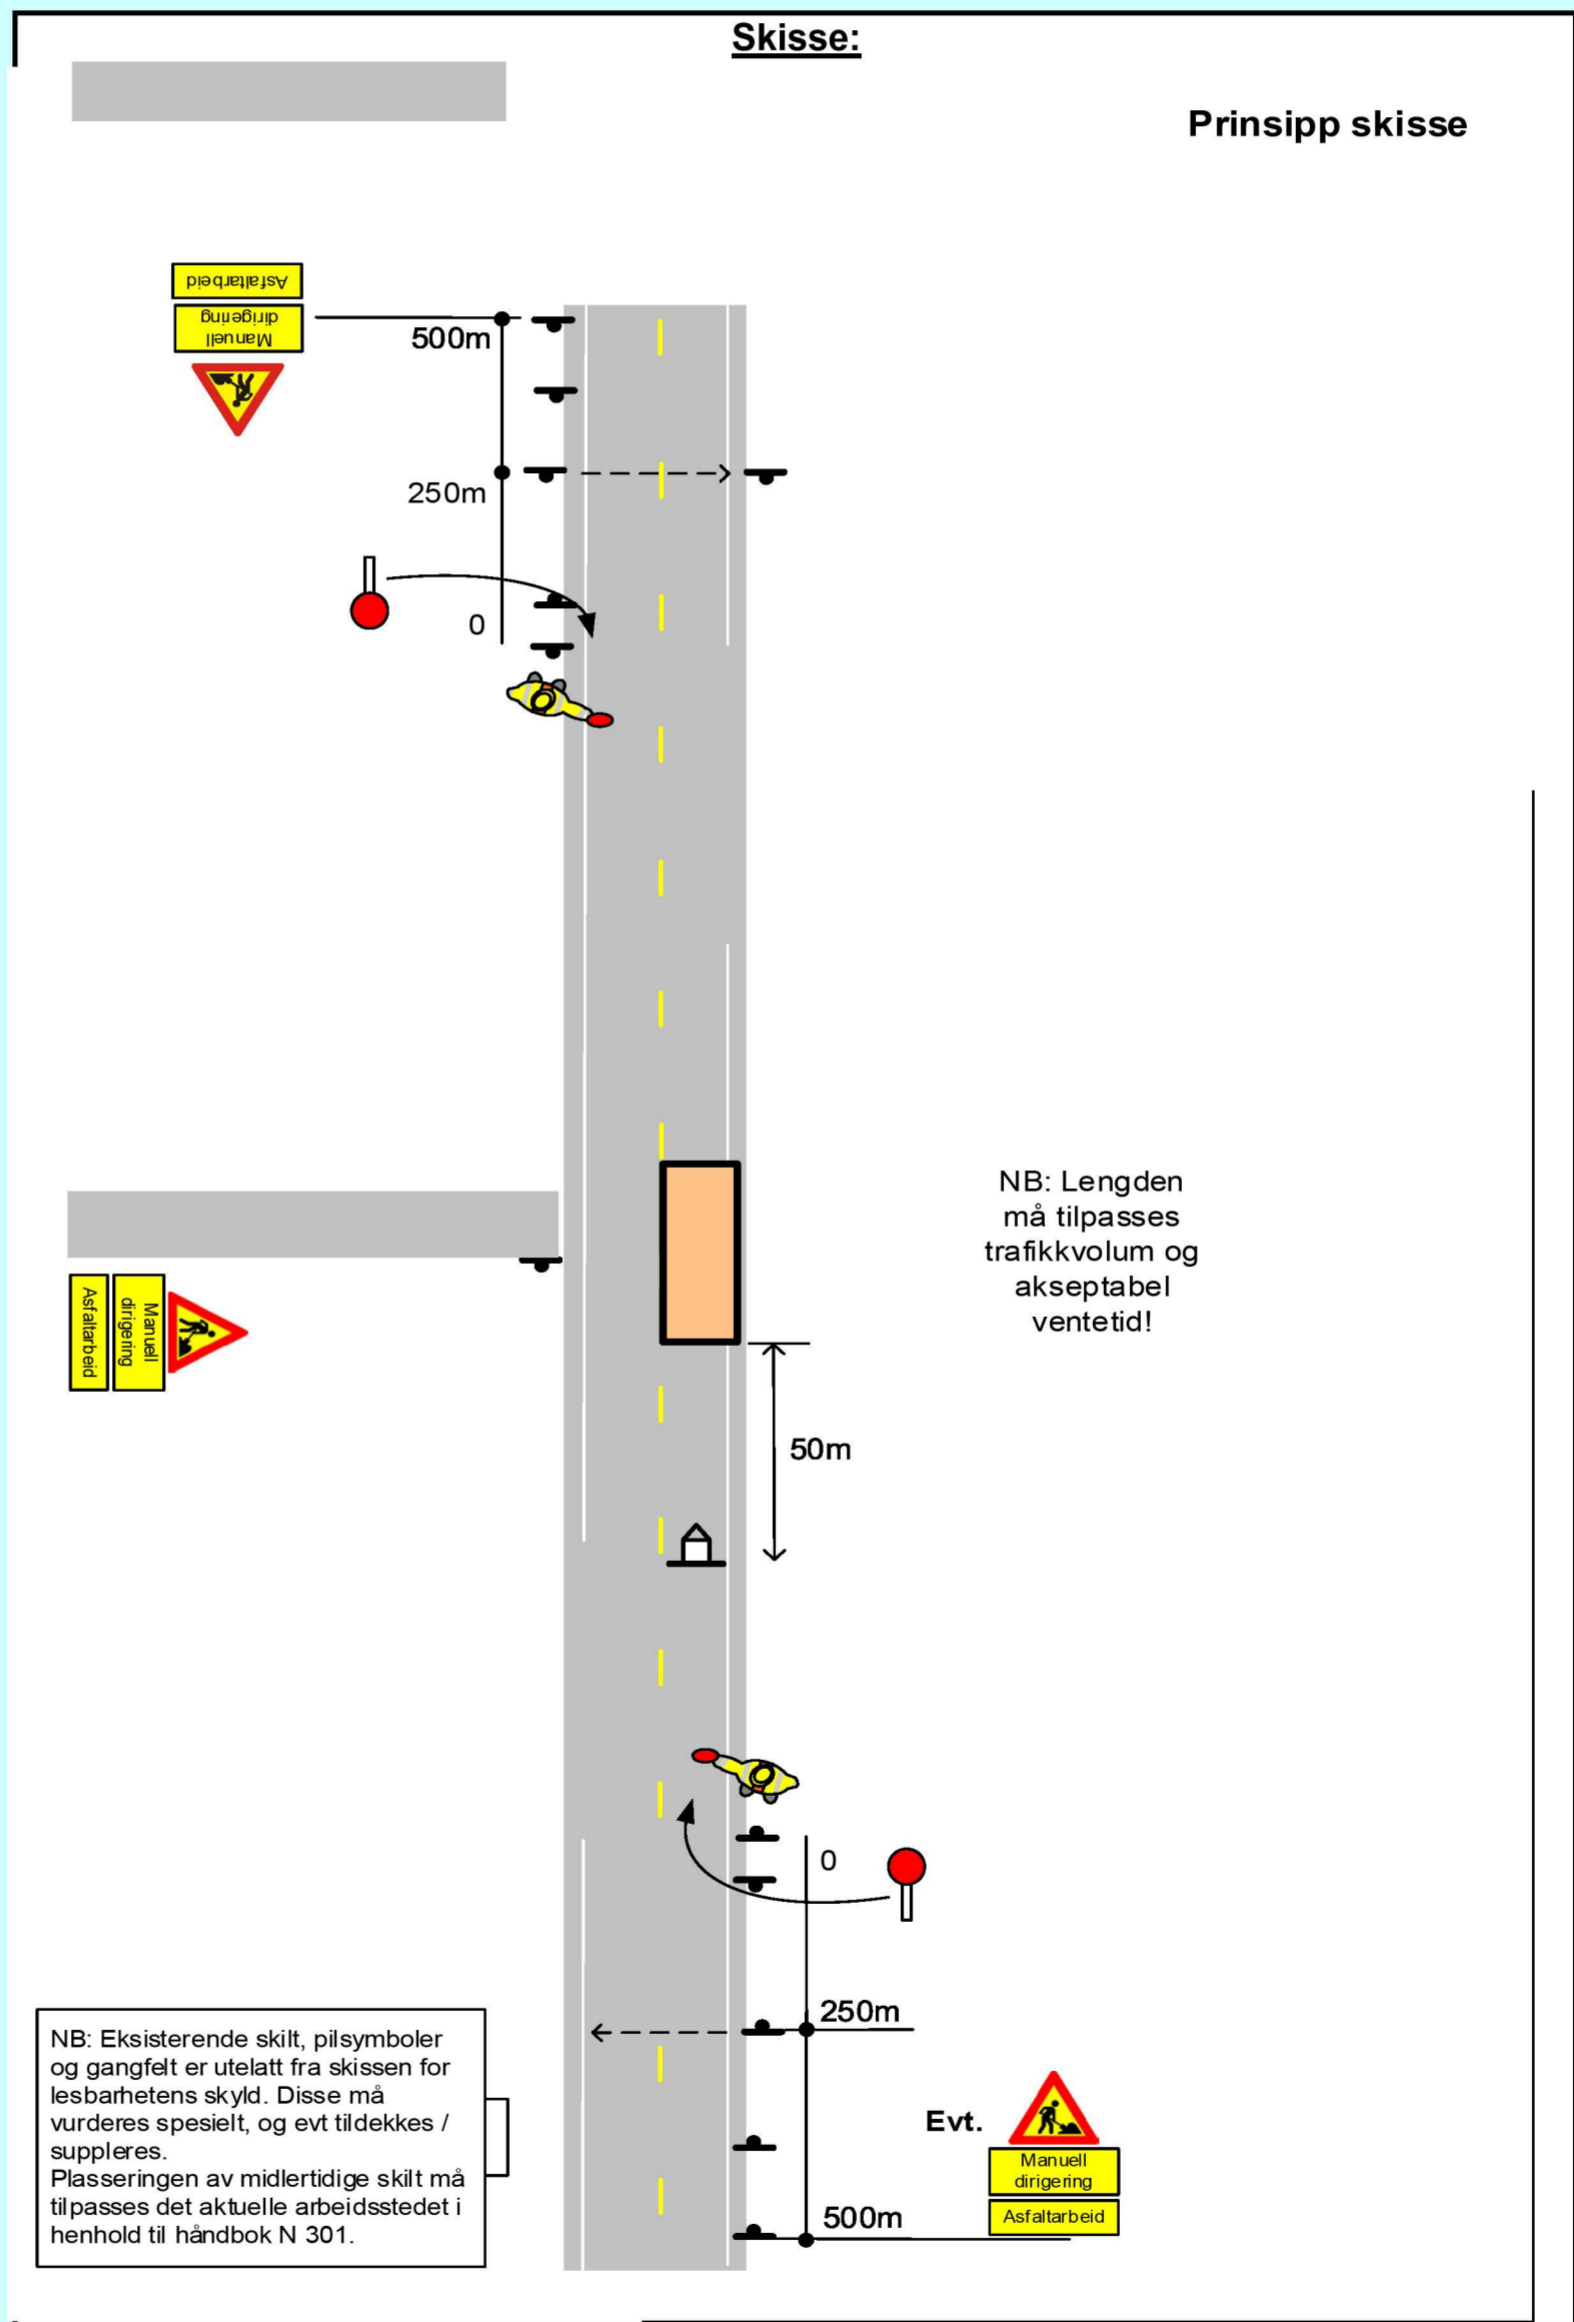 Skisse:
Prinsipp skisse
Asfaltarbeid
Manuell
dirigering
500m
250m
0
Manuell
dirigering
Asfaltarbeid
NB: Lengden
må tilpasses
trafikkvolum og
akseptabel
ventetid!
50m
0
250m
Evt.
Manuell
dirigering
Asfaltarbeid
500m
NB: Eksisterende skilt, pilsymboler
og gangfelt er utelatt fra skissen for
lesbarhetens skyld. Disse må
vurderes spesielt, og evt tildekkes /
suppleres.
Plasseringen av midlertidige skilt må
tilpasses det aktuelle arbeidsstedet i
henhold til håndbok N 301.